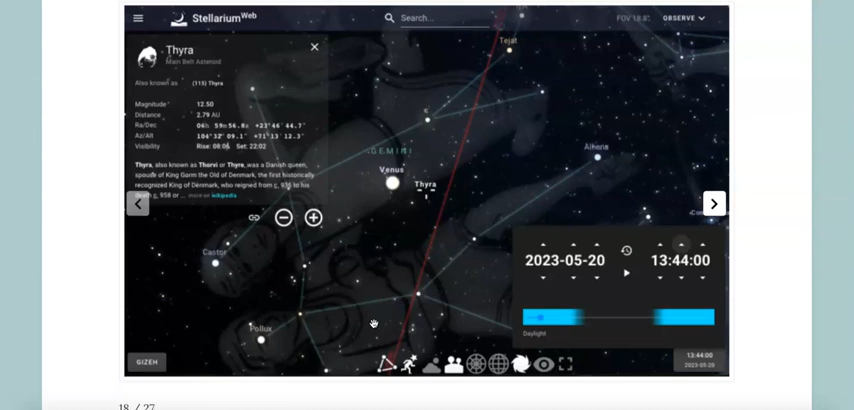 StellariumWeb
Search...
FOV 18.8°
OBSERVE
Thyra
Main Belt Asteroid
Also known as (115) Thyra
Magnitude 12.50
Distance 2.79 AU
Ra/Dec 06h 59m56.8s +23°46'44.7"
Az/Alt 104°32'09.1" +71°13'12.3"
Visibility Rise: 08:06 Set: 22:02
Thyra, also known as Thorvi or Thyre, was a Danish queen,
spouse of King Gorm the Old of Denmark, the first historically
recognized King of Denmark, who reigned from c. 936 to his
death c. 958 or ... more on wikipedia
Tejat
GEMINI
Venus
Thyra
Alhena
Castor
Pollux
2023-05-20
13:44:00
Daylight
GIZEH
13:44:00
2023-05-20
18 / 27